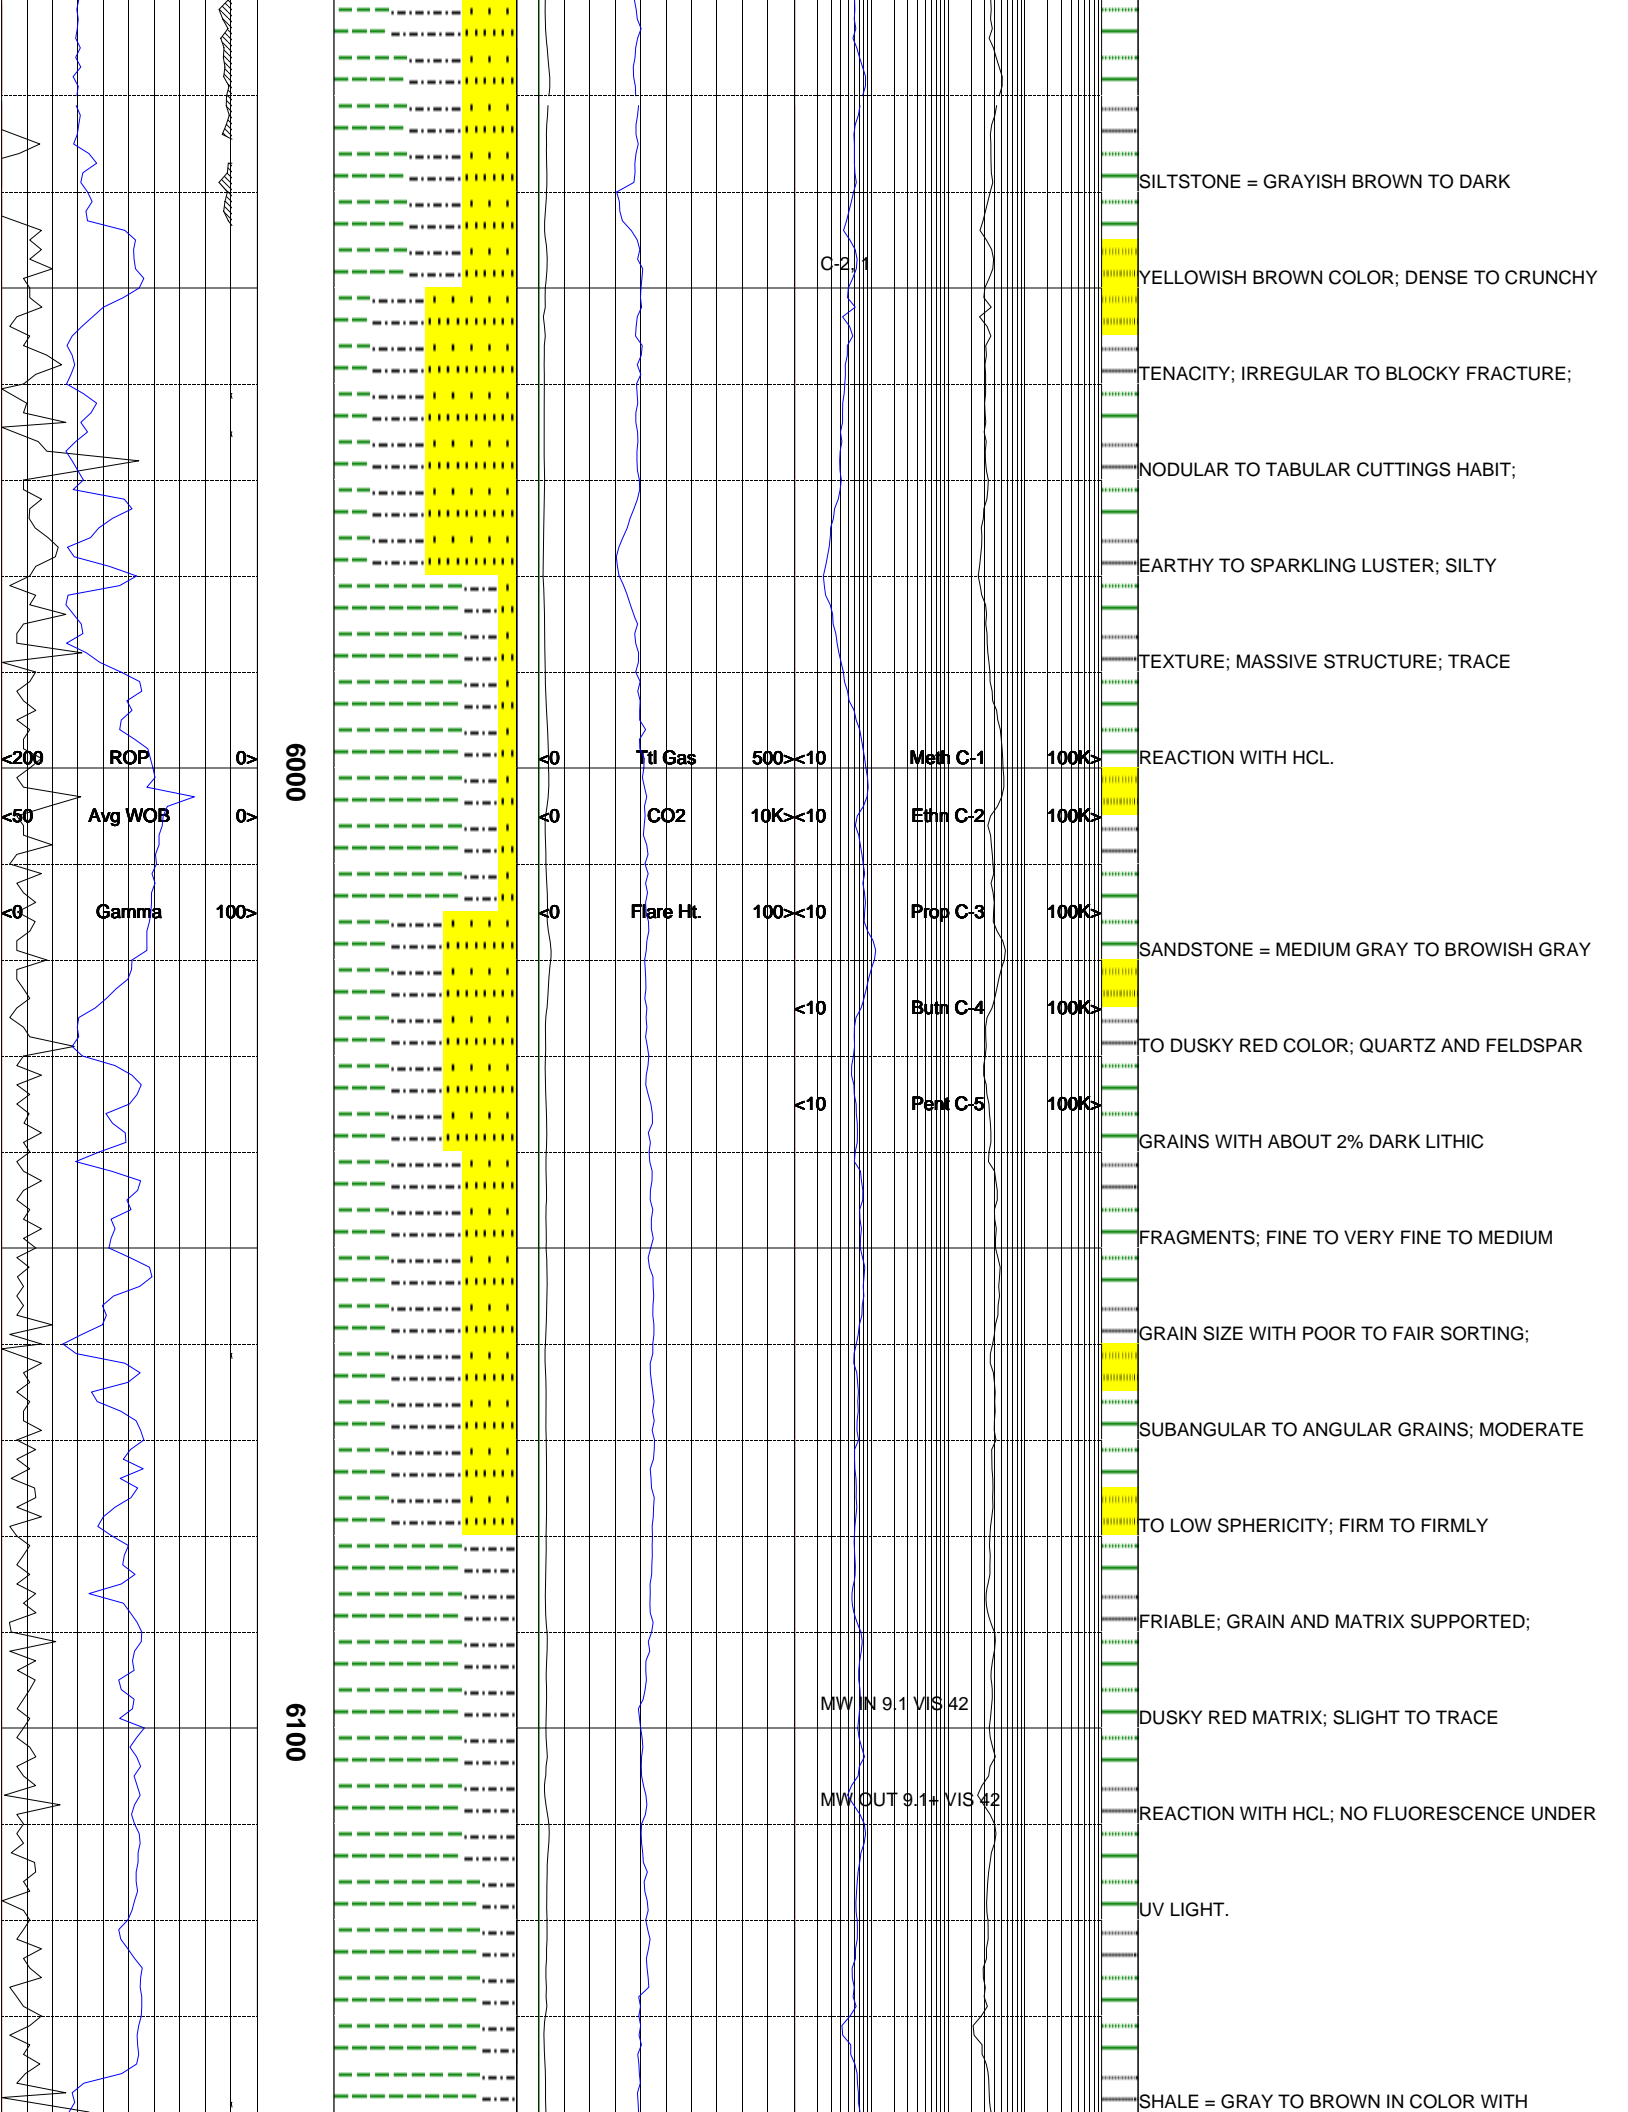 SILTSTONE = GRAYISH BROWN TO DARK
C-2, 1
YELLOWISH BROWN COLOR; DENSE TO CRUNCHY
TENACITY; IRREGULAR TO BLOCKY FRACTURE;
NODULAR TO TABULAR CUTTINGS HABIT;
EARTHY TO SPARKLING LUSTER; SILTY
TEXTURE; MASSIVE STRUCTURE; TRACE
<200 ROP 0> 6000 <0 Ttl Gas 500> <10 Meth C-1 100K> REACTION WITH HCL.
<50 Avg WOB 0> <0 CO2 10K> <10 Ethn C-2 100K>
<0 Gamma 100> <0 Flare Ht. 100> <10 Prop C-3 100K>
SANDSTONE = MEDIUM GRAY TO BROWISH GRAY
<10 Butn C-4 100K>
TO DUSKY RED COLOR; QUARTZ AND FELDSPAR
<10 Pent C-5 100K>
GRAINS WITH ABOUT 2% DARK LITHIC
FRAGMENTS; FINE TO VERY FINE TO MEDIUM
GRAIN SIZE WITH POOR TO FAIR SORTING;
SUBANGULAR TO ANGULAR GRAINS; MODERATE
TO LOW SPHERICITY; FIRM TO FIRMLY
FRIABLE; GRAIN AND MATRIX SUPPORTED;
6100 MW IN 9.1 VIS 42
DUSKY RED MATRIX; SLIGHT TO TRACE
MW OUT 9.1+ VIS 42
REACTION WITH HCL; NO FLUORESCENCE UNDER
UV LIGHT.
SHALE = GRAY TO BROWN IN COLOR WITH